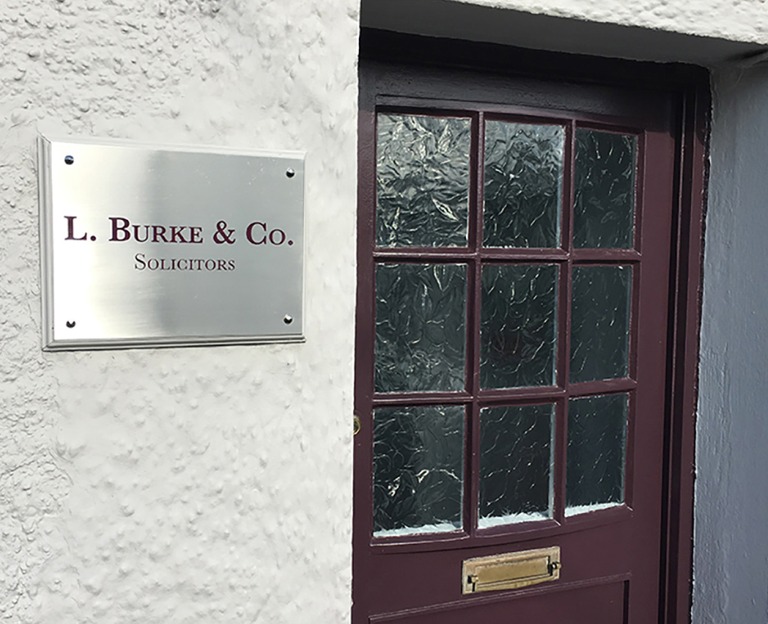 L. Burke & Co.
Solicitors